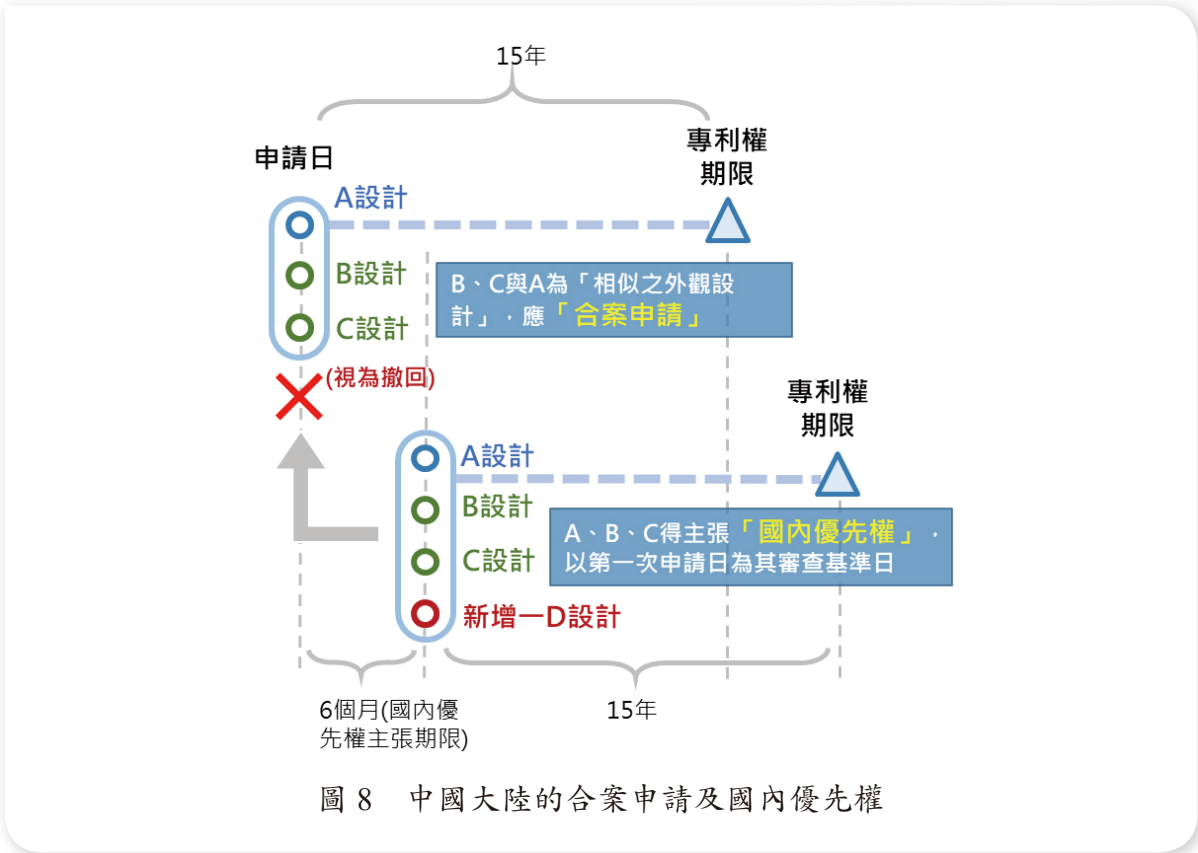 15年
申請日
專利權
期限
A設計
B設計
C設計
B、C與A為「相似之外觀設
計」，應「合案申請」
(視為撤回)
專利權
期限
A設計
B設計
C設計
A、B、C得主張「國內優先權」，
以第一次申請日為其審查基準日
新增一D設計
6個月(國內優
先權主張期限)
15年
圖 8 中國大陸的合案申請及國內優先權